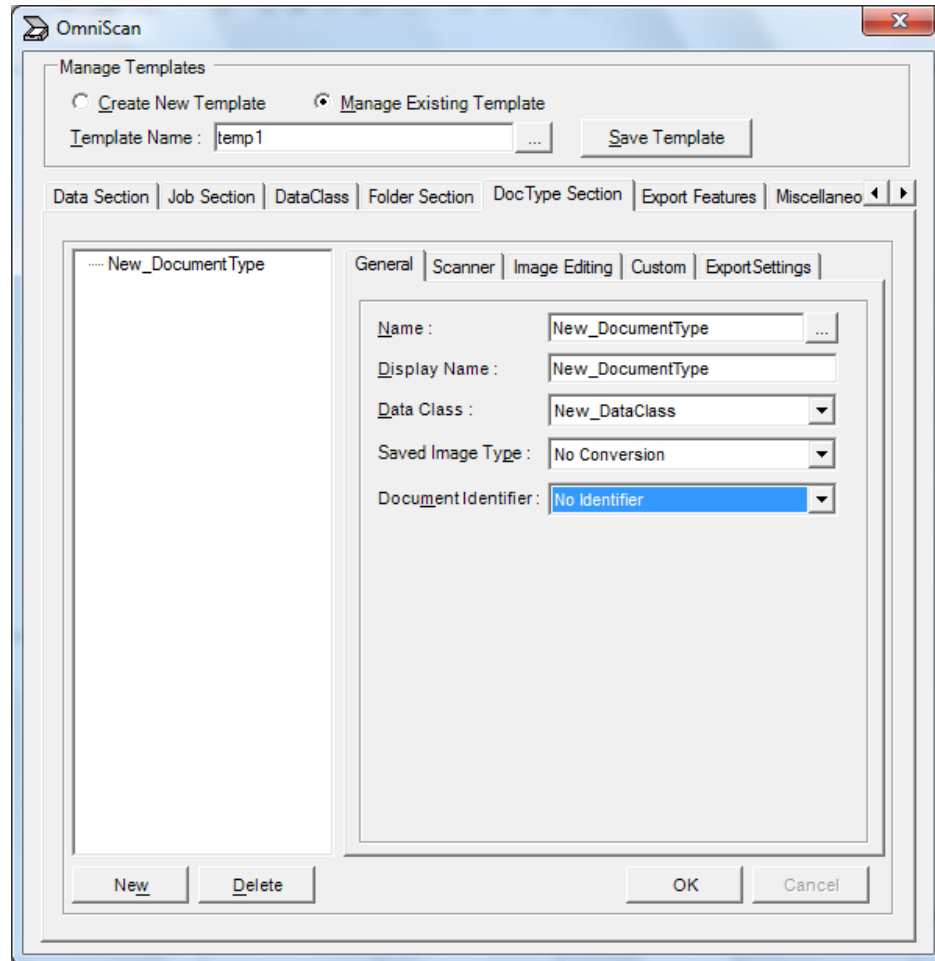 OmniScan
Manage Templates
Create New Template Manage Existing Template
Template Name : temp1 ... Save Template
Data Section Job Section DataClass Folder Section DocType Section Export Features Miscellaneo
New_DocumentType
General Scanner Image Editing Custom ExportSettings
Name : New_DocumentType ...
Display Name : New_DocumentType
Data Class : New_DataClass
Saved Image Type : No Conversion
Document Identifier : No Identifier
New Delete OK Cancel